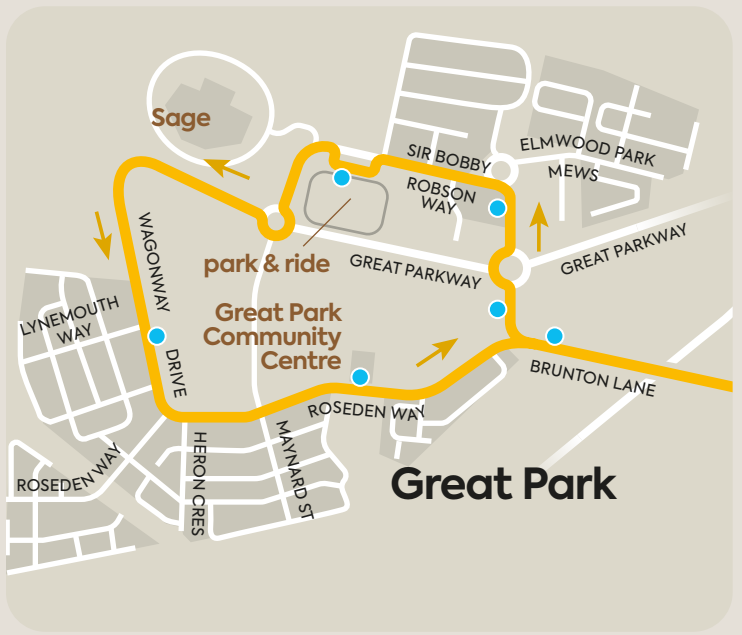 Sage
SIR BOBBY
ROBSON
WAY
ELMWOOD PARK
MEWS
WAGONWAY
DRIVE
park & ride
GREAT PARKWAY
GREAT PARKWAY
LYNEMOUTH
WAY
Great Park
Community
Centre
BRUNTON LANE
ROSEDEN WAY
ROSEDEN WAY
HERON CRES
MAYNARD ST
Great Park